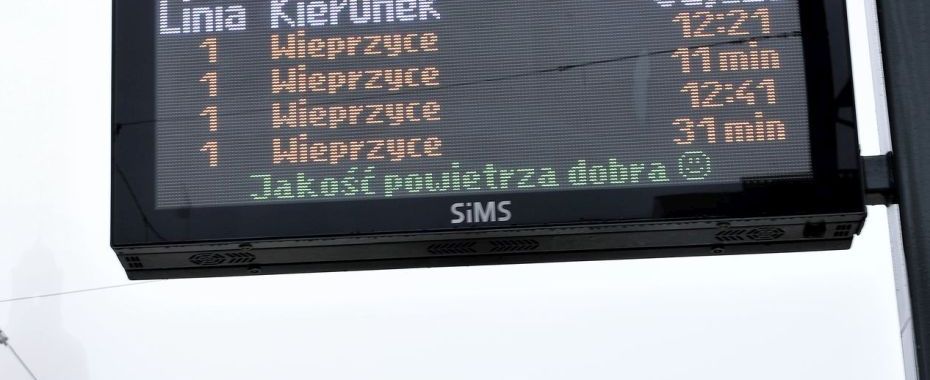 Linia Kierunek
1 Wieprzyce 12:21
1 Wieprzyce 11 min
1 Wieprzyce 12:41
1 Wieprzyce 31 min
Jakość powietrza dobra
SiMS